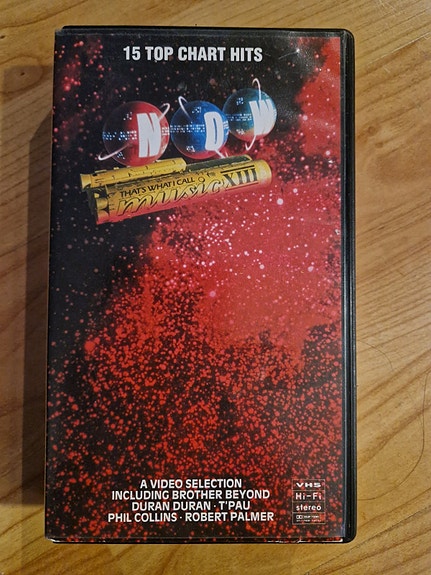 15 TOP CHART HITS
NOW
THAT'S WHAT I CALL
music XIII
A VIDEO SELECTION
INCLUDING BROTHER BEYOND
DURAN DURAN · T'PAU
PHIL COLLINS · ROBERT PALMER
VHS
Hi-Fi
stereo